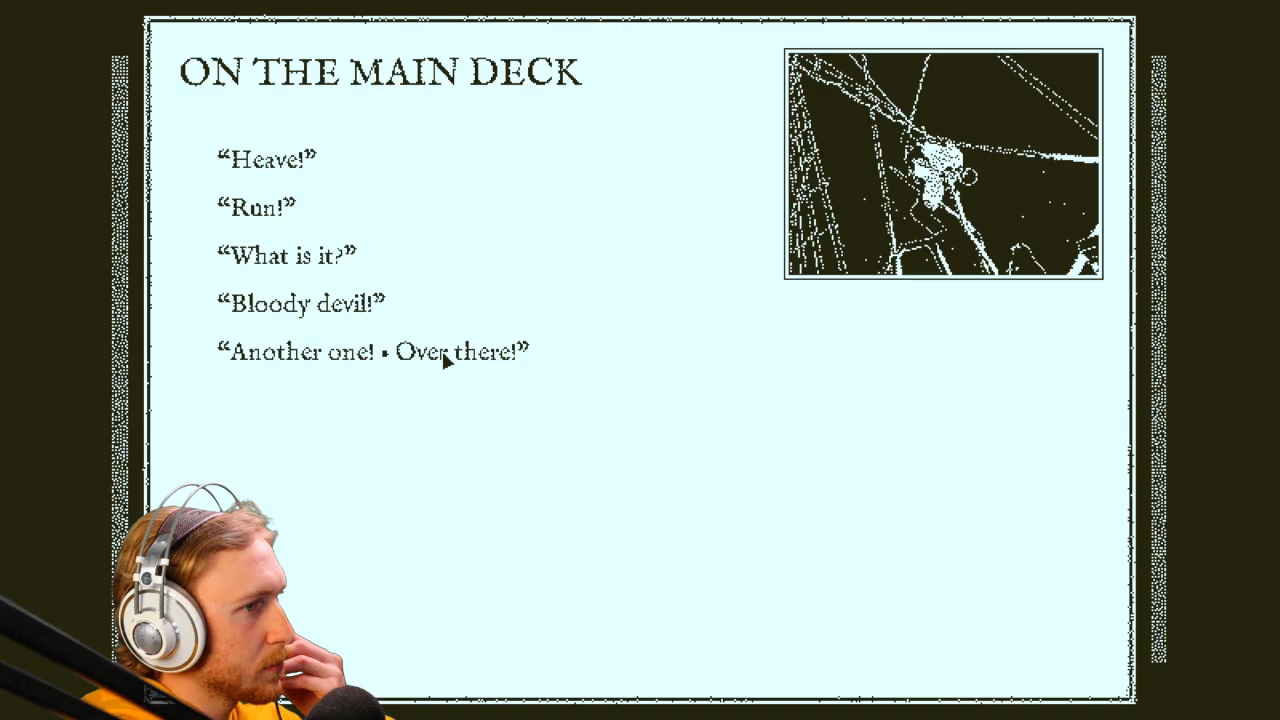 ON THE MAIN DECK
“Heave!”
“Run!”
“What is it?”
“Bloody devil!”
“Another one! • Over there!”